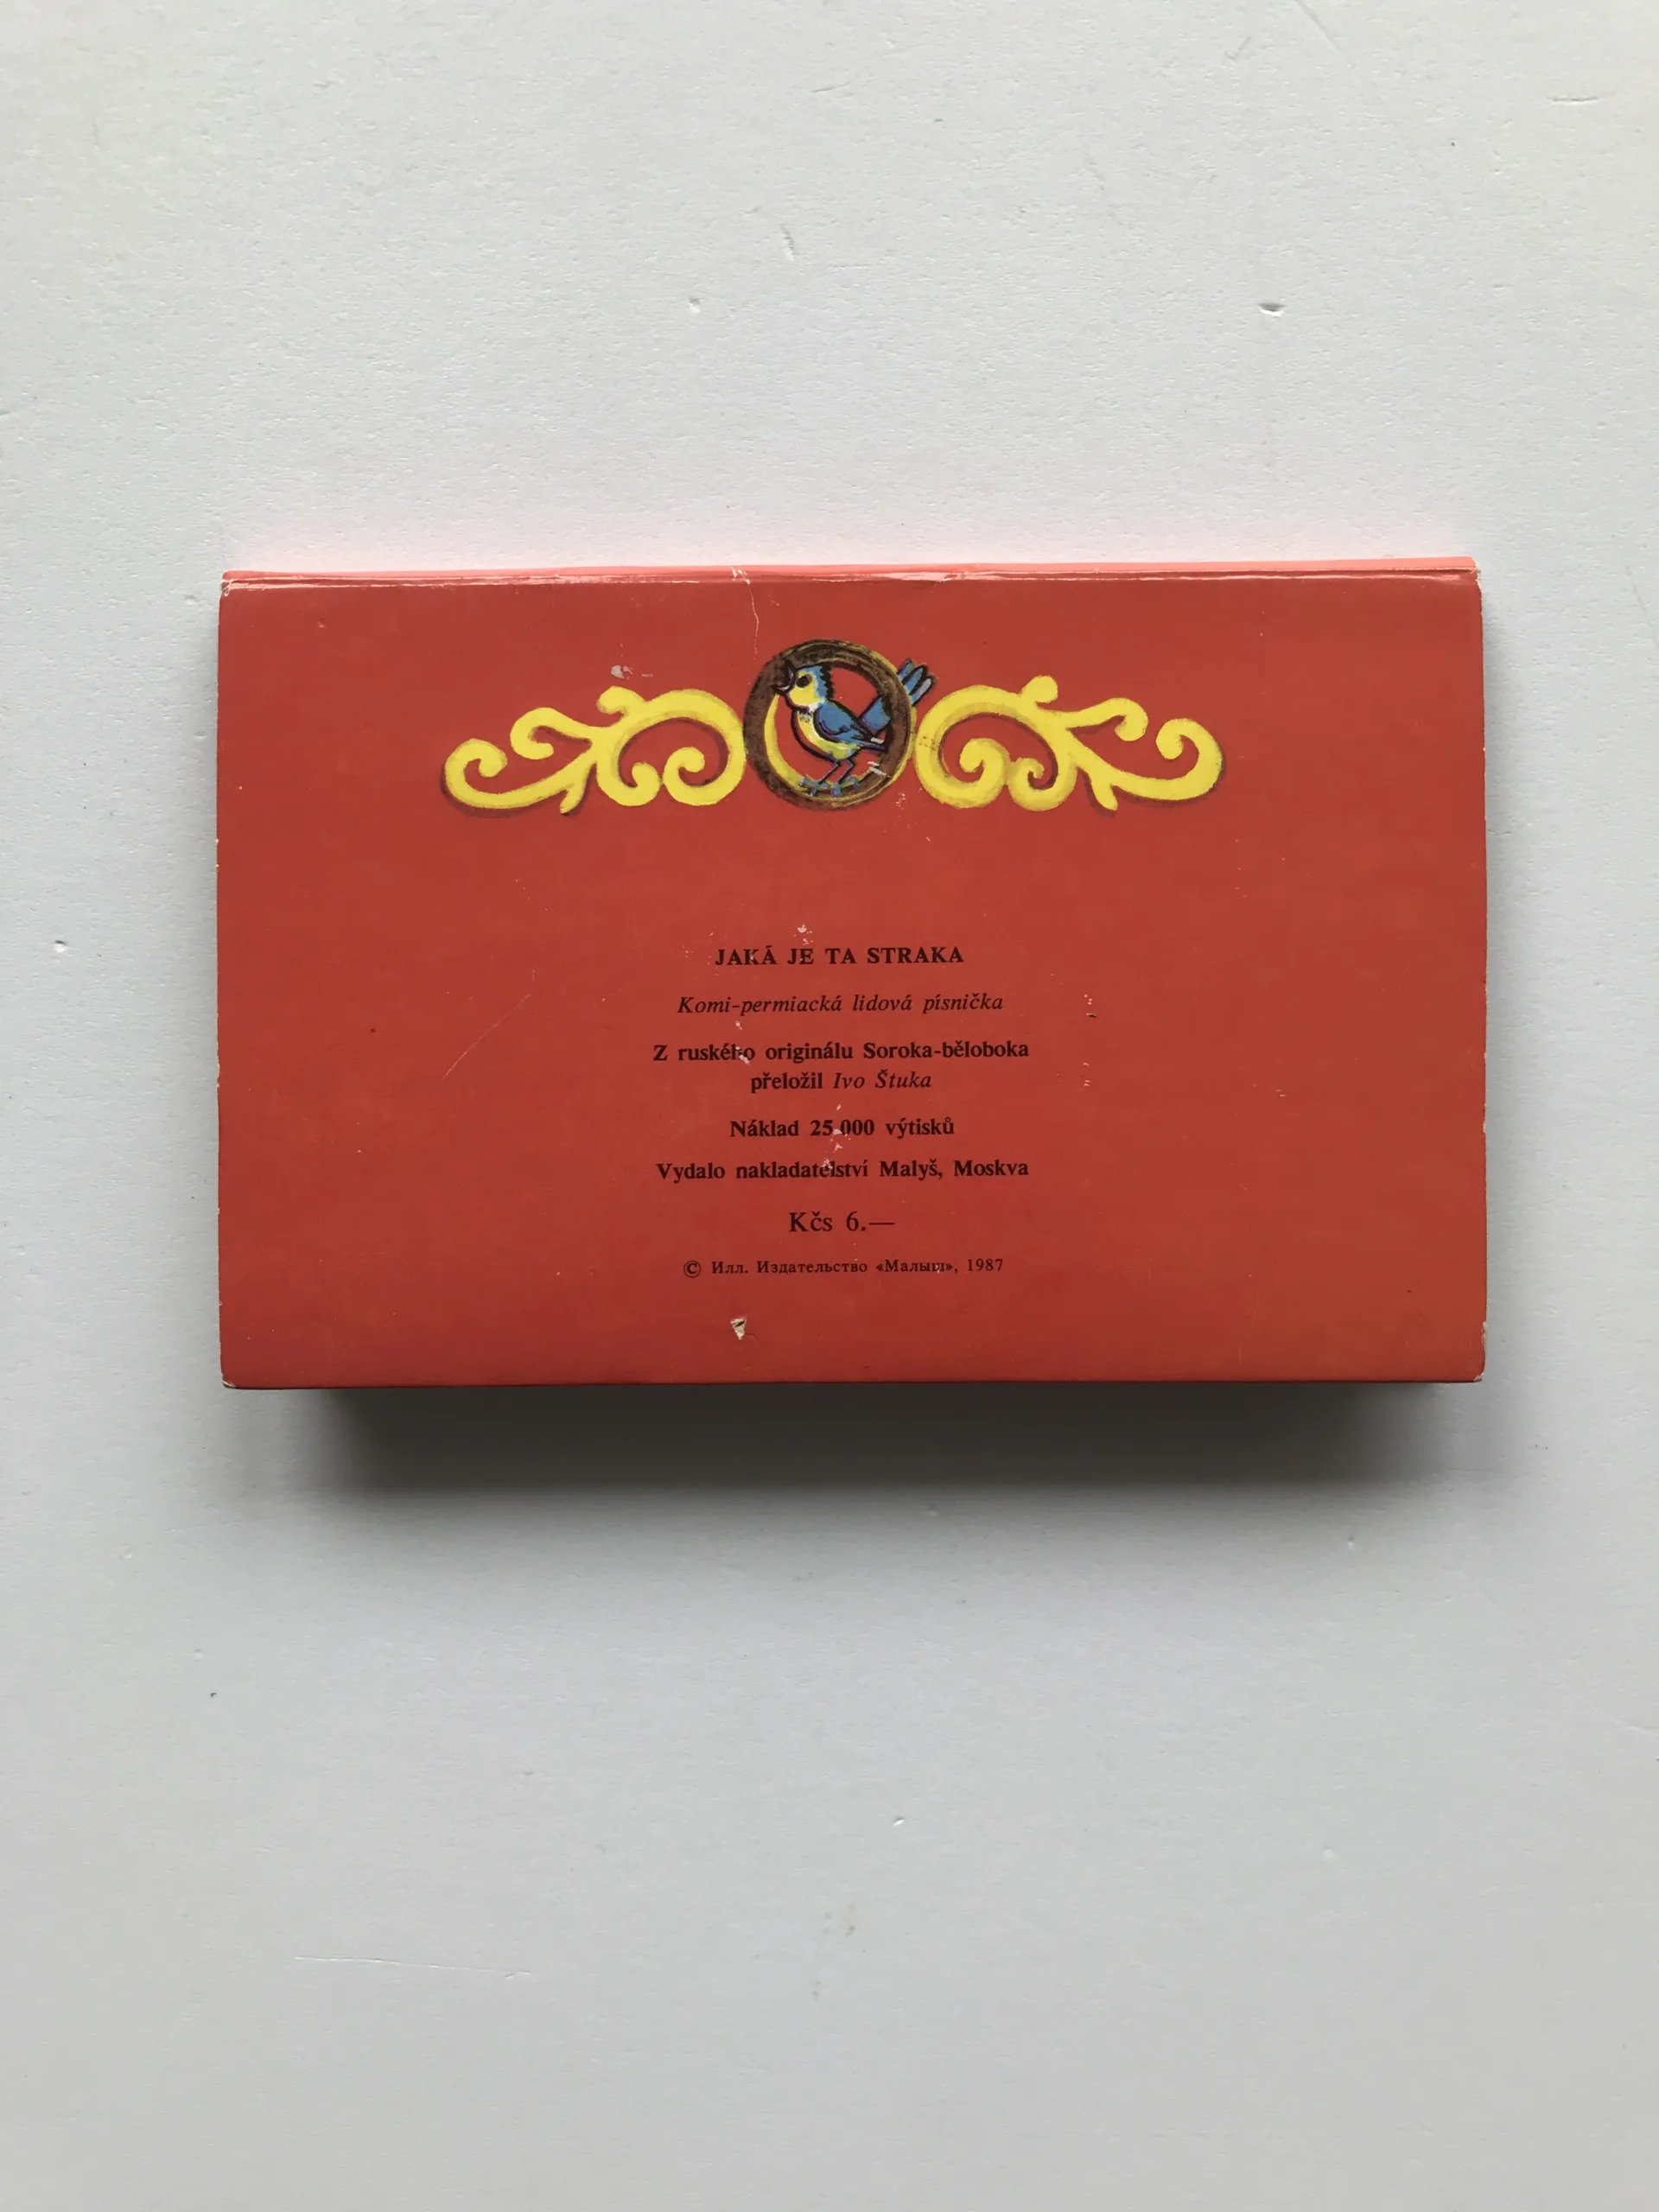 JAKÁ JE TA STRAKA
Komi-permiacká lidová písnička
Z ruského originálu Soroka-běloboka
přeložil Ivo Štuka
Náklad 25 000 výtisků
Vydalo nakladatelství Malyš, Moskva
Kčs 6.—
© Илл. Издательство «Малыш», 1987